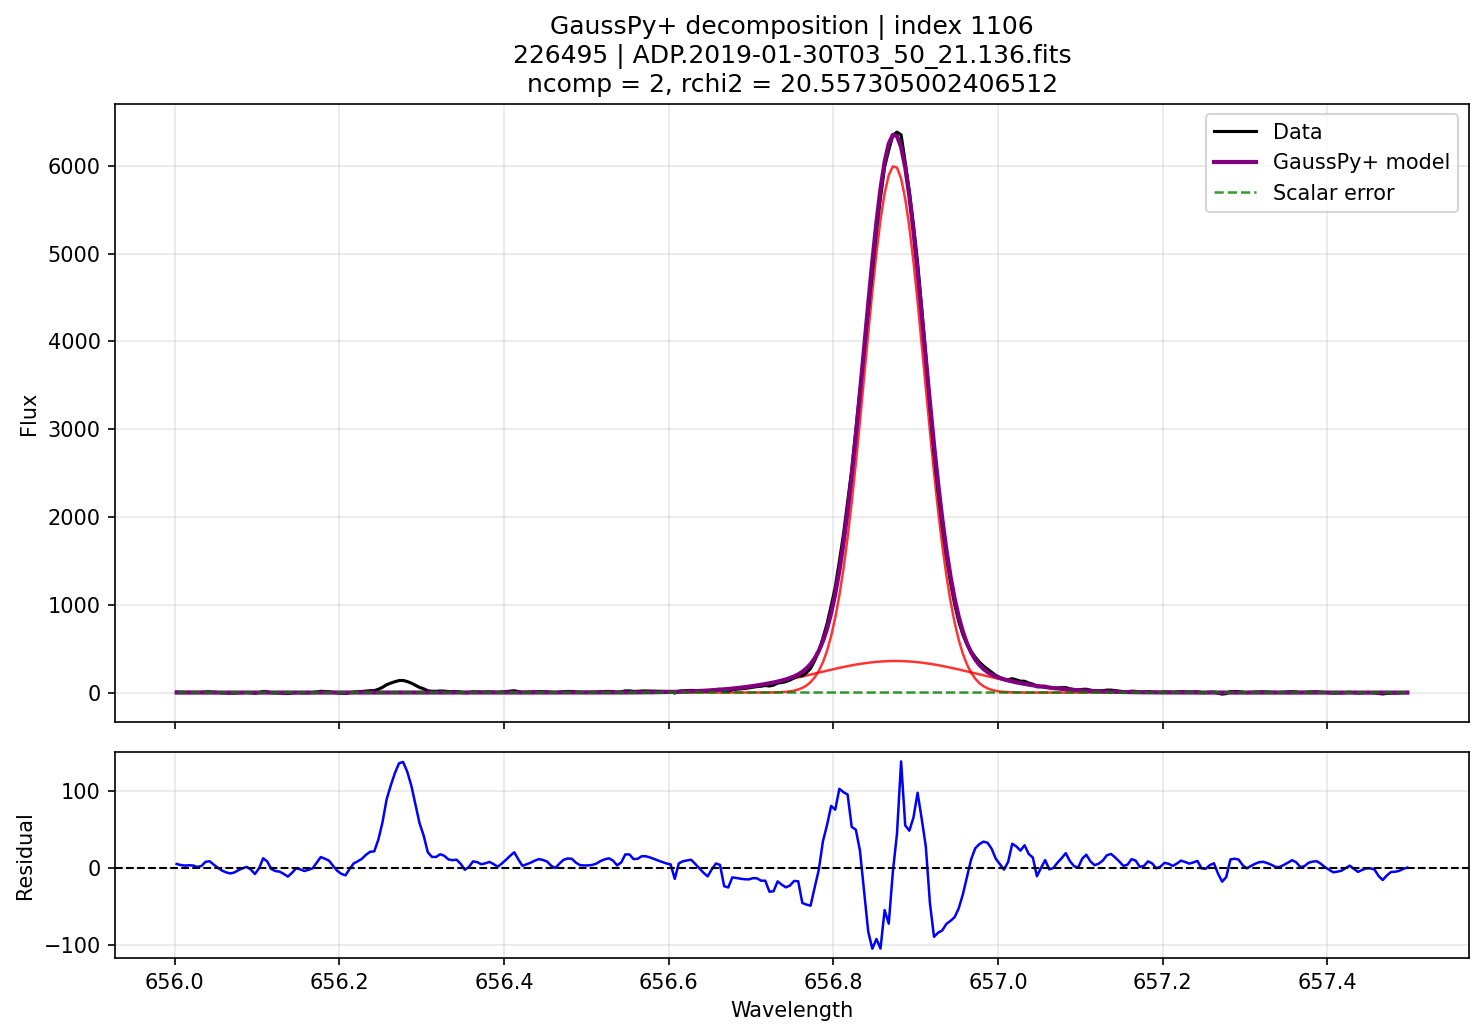 GaussPy+ decomposition | index 1106
226495 | ADP.2019-01-30T03_50_21.136.fits
ncomp = 2, rchi2 = 20.557305002406512
Data
GaussPy+ model
Scalar error
6000
5000
4000
3000
2000
1000
0
Flux
100
0
−100
Residual
656.0
656.2
656.4
656.6
656.8
657.0
657.2
657.4
Wavelength